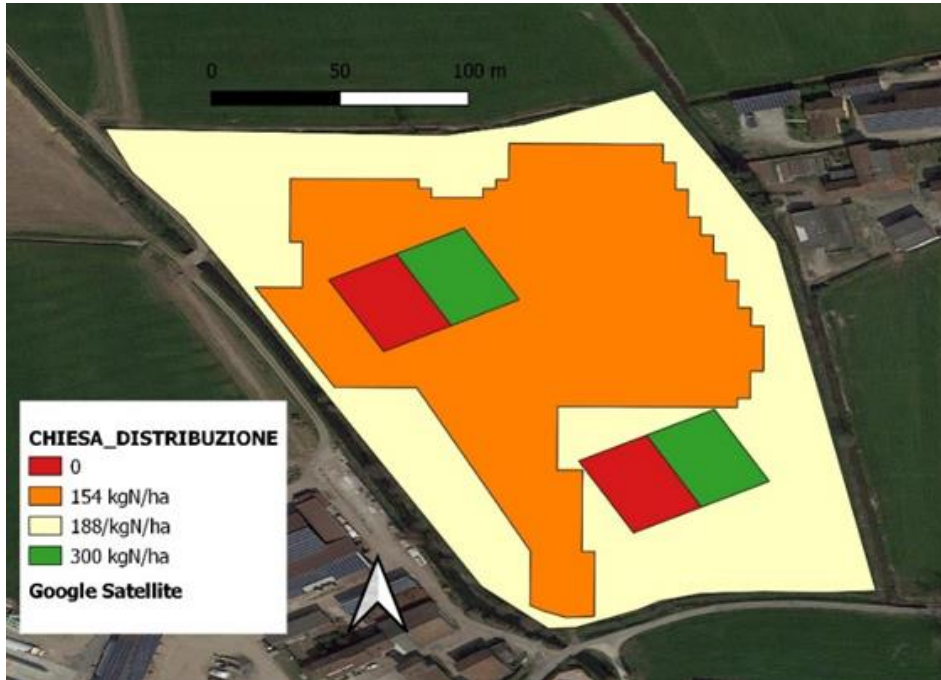 0 50 100 m
CHIESA_DISTRIBUZIONE
0
154 kgN/ha
188/kgN/ha
300 kgN/ha
Google Satellite